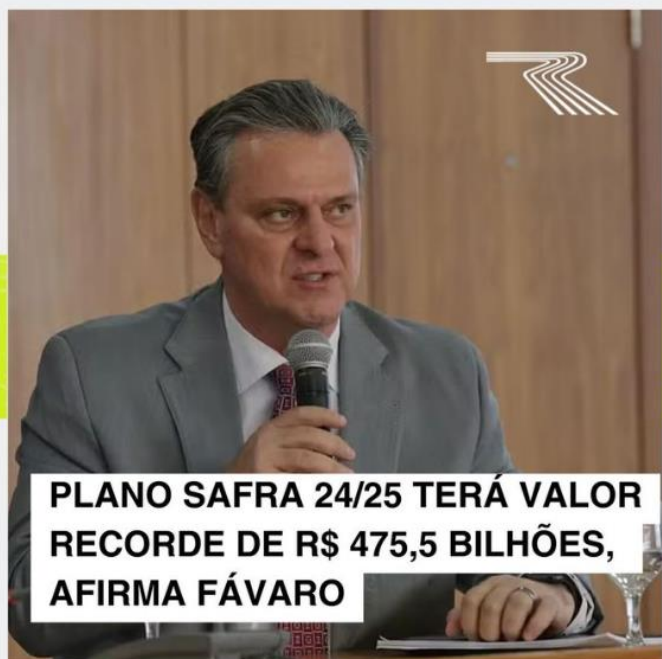 PLANO SAFRA 24/25 TERÁ VALOR
RECORDE DE R$ 475,5 BILHÕES,
AFIRMA FÁVARO